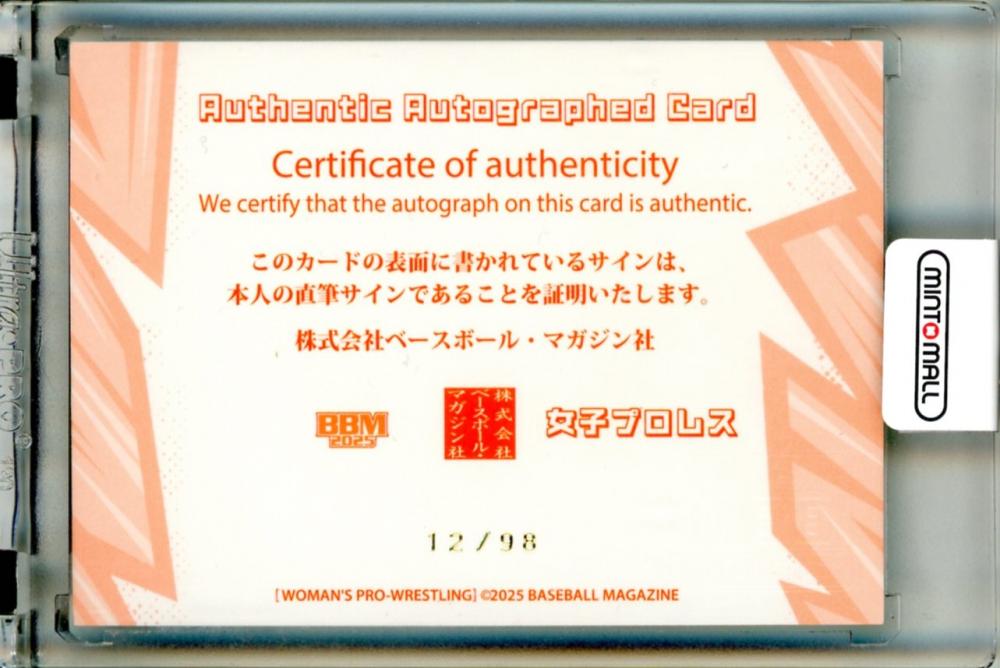 Authentic Autographed Card
Certificate of authenticity
We certify that the autograph on this card is authentic.
このカードの表面に書かれているサインは、
本人の直筆サインであることを証明いたします。
株式会社ベースボール・マガジン社
BBM
2025
株式会社
ベースボール・
マガジン社
女子プロレス
12/98
[WOMAN'S PRO-WRESTLING] ©2025 BASEBALL MAGAZINE
MINTOMALL
Ultra PRO®